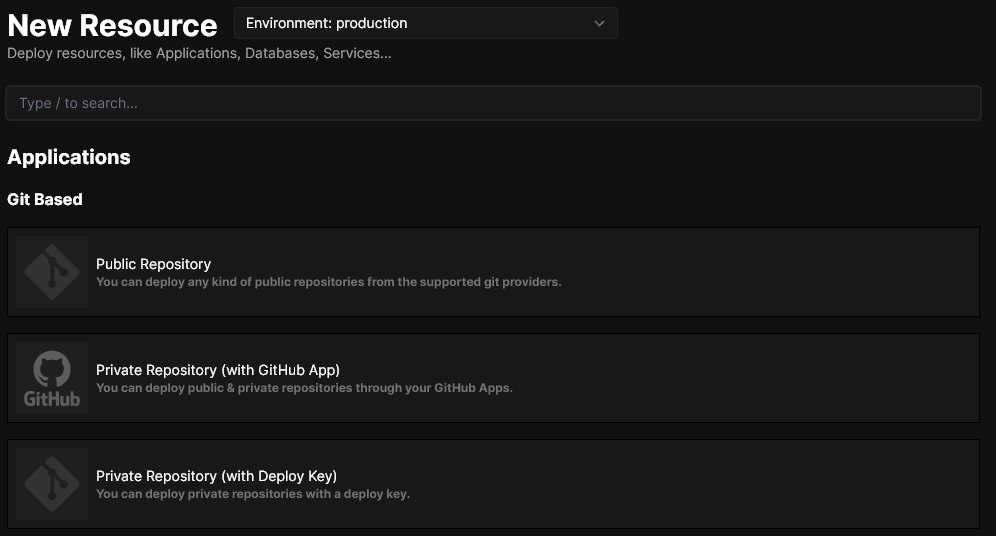 New Resource
Environment: production
Deploy resources, like Applications, Databases, Services...
Type / to search...
Applications
Git Based
Public Repository
You can deploy any kind of public repositories from the supported git providers.
GitHub
Private Repository (with GitHub App)
You can deploy public & private repositories through your GitHub Apps.
Private Repository (with Deploy Key)
You can deploy private repositories with a deploy key.